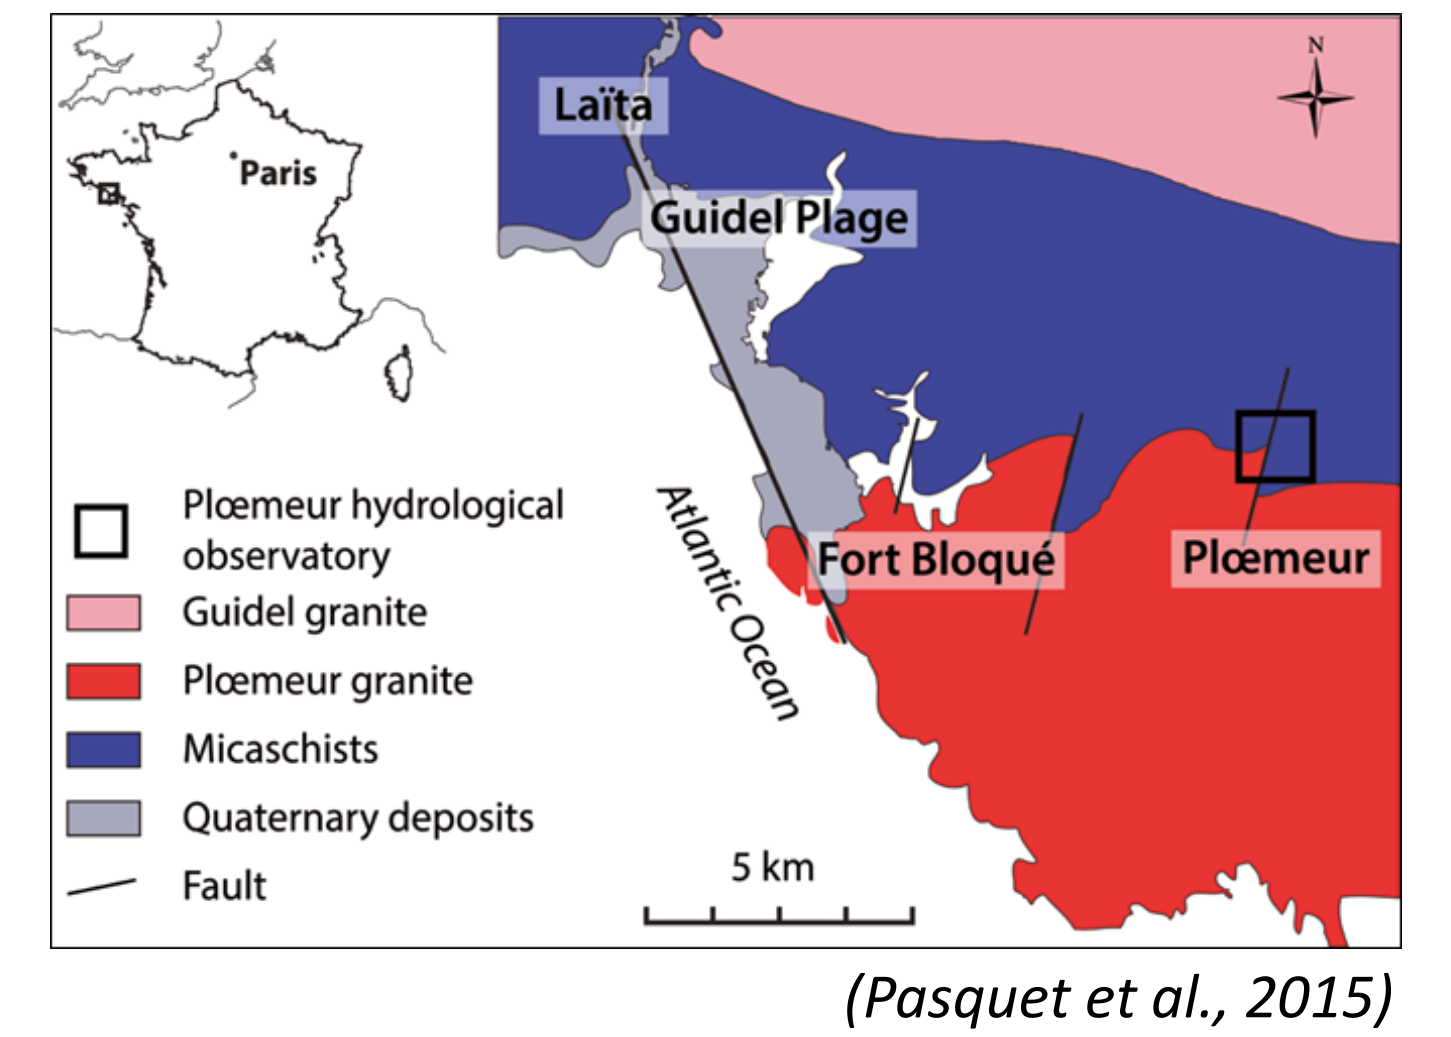 N
Laïta
Paris
Guidel Plage
Plœmeur hydrological
observatory
Atlantic Ocean
Fort Bloqué
Plœmeur
Guidel granite
Plœmeur granite
Micaschists
Quaternary deposits
5 km
Fault
(Pasquet et al., 2015)